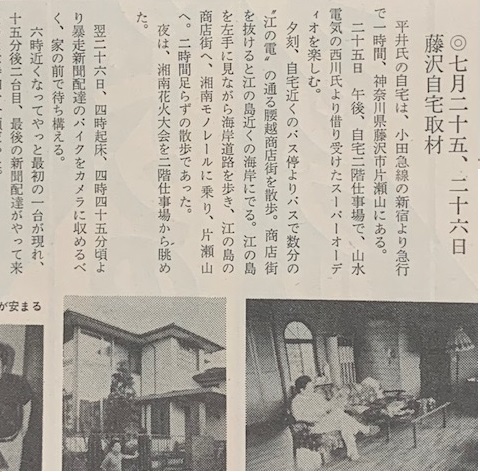 ◎七月二十五、二十六日
藤沢自宅取材
平井氏の自宅は、小田急線の新宿より急行
で一時間、神奈川県藤沢市片瀬山にある。
二十五日　午後、自宅二階仕事場で、山水
電気の西川氏より借り受けたスーパーオーデ
ィオを楽しむ。
夕刻、自宅近くのバス停よりバスで数分の
〝江の電〟の通る腰越商店街を散歩。商店街
を抜けると江の島近くの海岸にでる。江の島
を左手に見ながら海岸道路を歩き、江の島の
商店街へ、湘南モノレールに乗り、片瀬山
へ。二時間足らずの散歩であった。
夜は、湘南花火大会を二階仕事場から眺め
た。
翌二十六日、四時起床、四時四十五分頃よ
り暴走新聞配達のバイクをカメラに収めるべ
く、家の前で待ち構える。
六時近くなってやっと最初の一台が現れ、
十五分後二台目、最後の新聞配達がやって来
が安まる